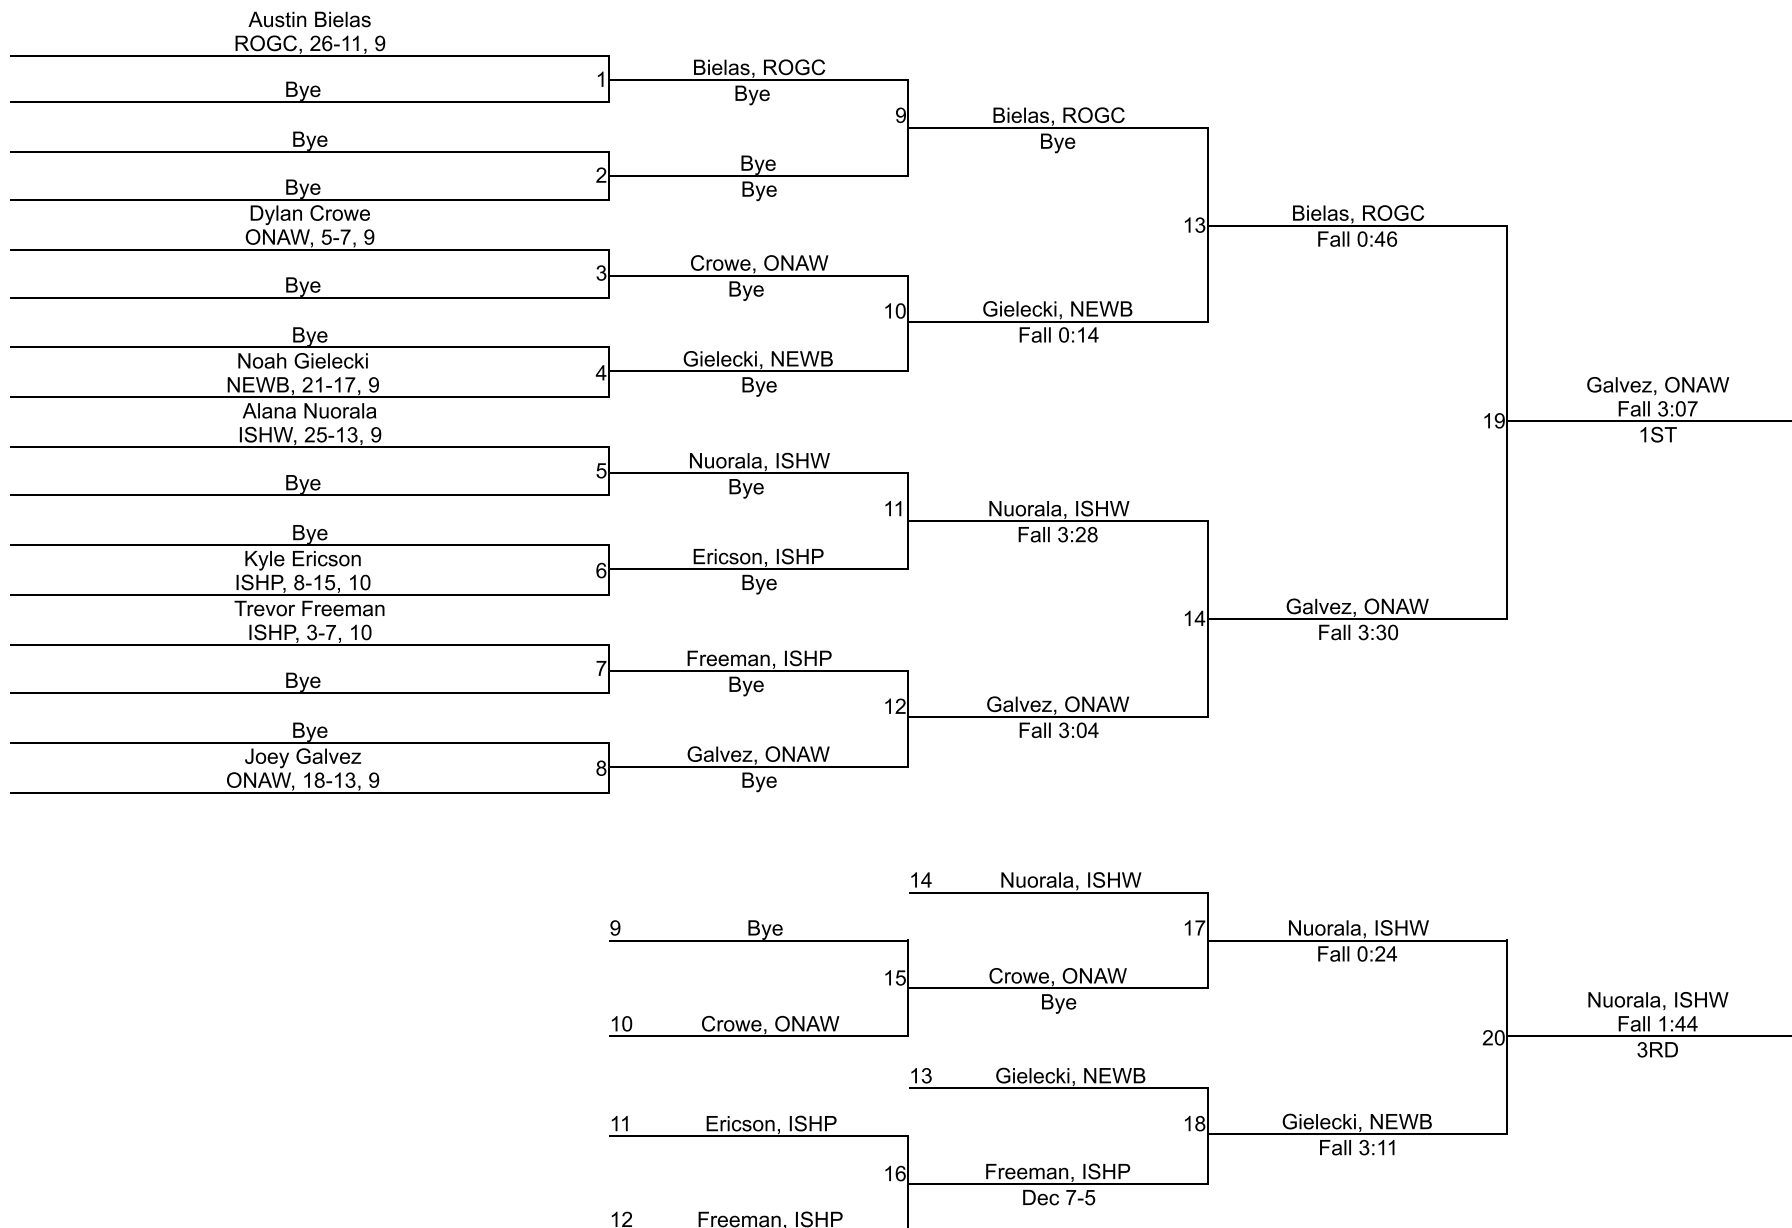 Austin Bielas
ROGC, 26-11, 9
1
Bye
Bielas, ROGC
Bye
9
Bye
2
Bye
Bye
Bye
Bielas, ROGC
Bye
Dylan Crowe
ONAW, 5-7, 9
3
Bye
Crowe, ONAW
Bye
10
Bye
Noah Gielecki
NEWB, 21-17, 9
4
Gielecki, NEWB
Bye
Gielecki, NEWB
Fall 0:14
13
Bielas, ROGC
Fall 0:46
Alana Nuorala
ISHW, 25-13, 9
5
Bye
Nuorala, ISHW
Bye
11
Bye
Kyle Ericson
ISHP, 8-15, 10
6
Ericson, ISHP
Bye
Nuorala, ISHW
Fall 3:28
Trevor Freeman
ISHP, 3-7, 10
7
Bye
Freeman, ISHP
Bye
12
Bye
Joey Galvez
ONAW, 18-13, 9
8
Galvez, ONAW
Bye
Galvez, ONAW
Fall 3:04
14
Galvez, ONAW
Fall 3:30
19
Galvez, ONAW
Fall 3:07
1ST
14
Nuorala, ISHW
9
Bye
15
10
Crowe, ONAW
Crowe, ONAW
Bye
17
Nuorala, ISHW
Fall 0:24
13
Gielecki, NEWB
11
Ericson, ISHP
16
12
Freeman, ISHP
Freeman, ISHP
Dec 7-5
18
Gielecki, NEWB
Fall 3:11
20
Nuorala, ISHW
Fall 1:44
3RD